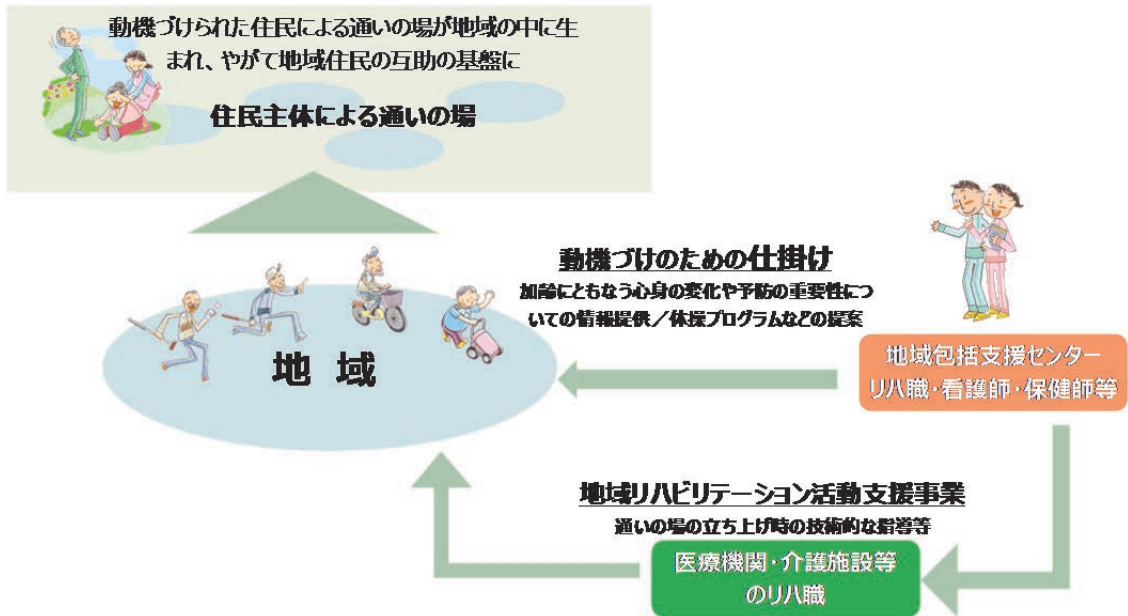 動機づけられた住民による通いの場が地域の中に生
まれ、やがて地域住民の互助の基盤に
住民主体による通いの場
動機づけのための仕掛け
加齢にともなう心身の変化や予防の重要性につ
いての情報提供／体操プログラムなどの提案
地域
地域包括支援センター
リハ職・看護師・保健師等
地域リハビリテーション活動支援事業
通いの場の立ち上げ時の技術的な指導等
医療機関・介護施設等
のリハ職